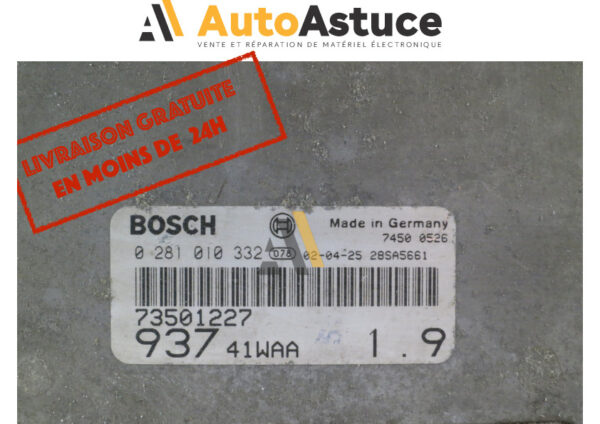 AutoAstuce
VENTE ET RÉPARATION DE MATÉRIEL ÉLECTRONIQUE
LIVRAISON GRATUITE
EN MOINS DE 24H
BOSCH Made in Germany
7450 0526
0 281 010 332 078 02-04-25 28SA5661
73501227
937 41WAA 1.9